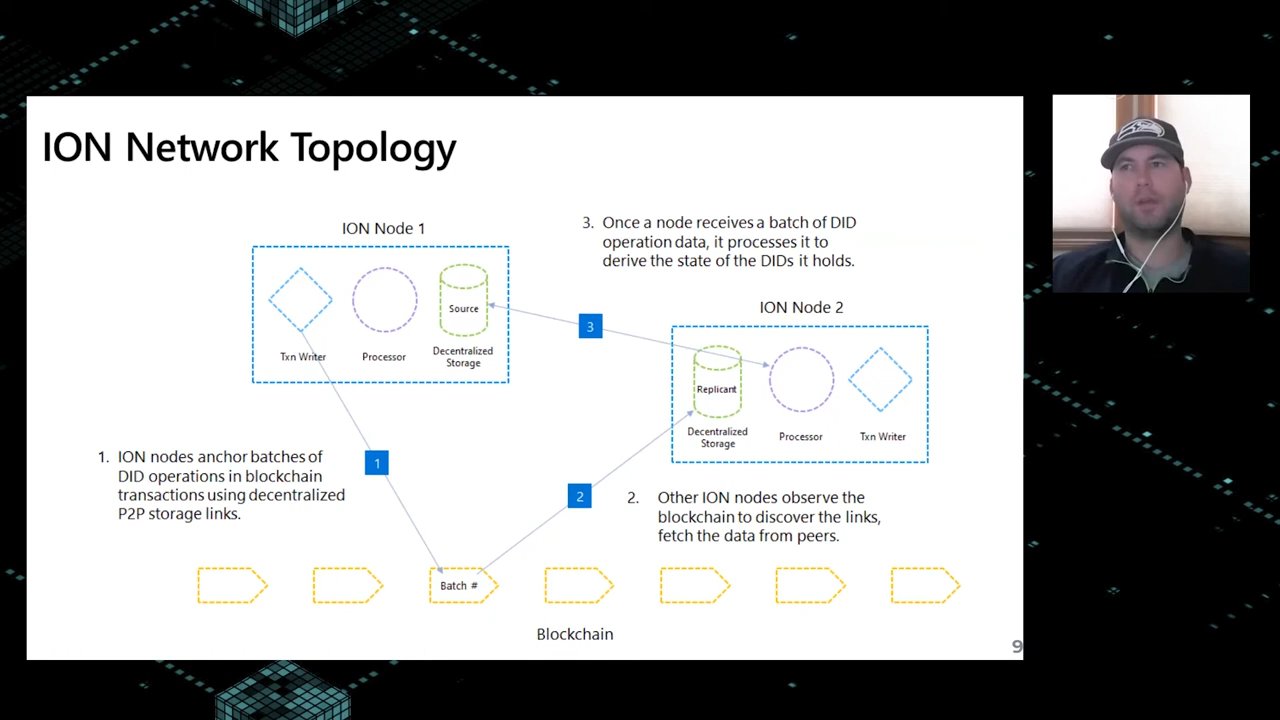 ION Network Topology
ION Node 1
Source
Txn Writer
Processor
Decentralized
Storage
3. Once a node receives a batch of DID
operation data, it processes it to
derive the state of the DIDs it holds.
3
ION Node 2
Replicant
Decentralized
Storage
Processor
Txn Writer
1. ION nodes anchor batches of
DID operations in blockchain
transactions using decentralized
P2P storage links.
1
2
2. Other ION nodes observe the
blockchain to discover the links,
fetch the data from peers.
Batch #
Blockchain
9